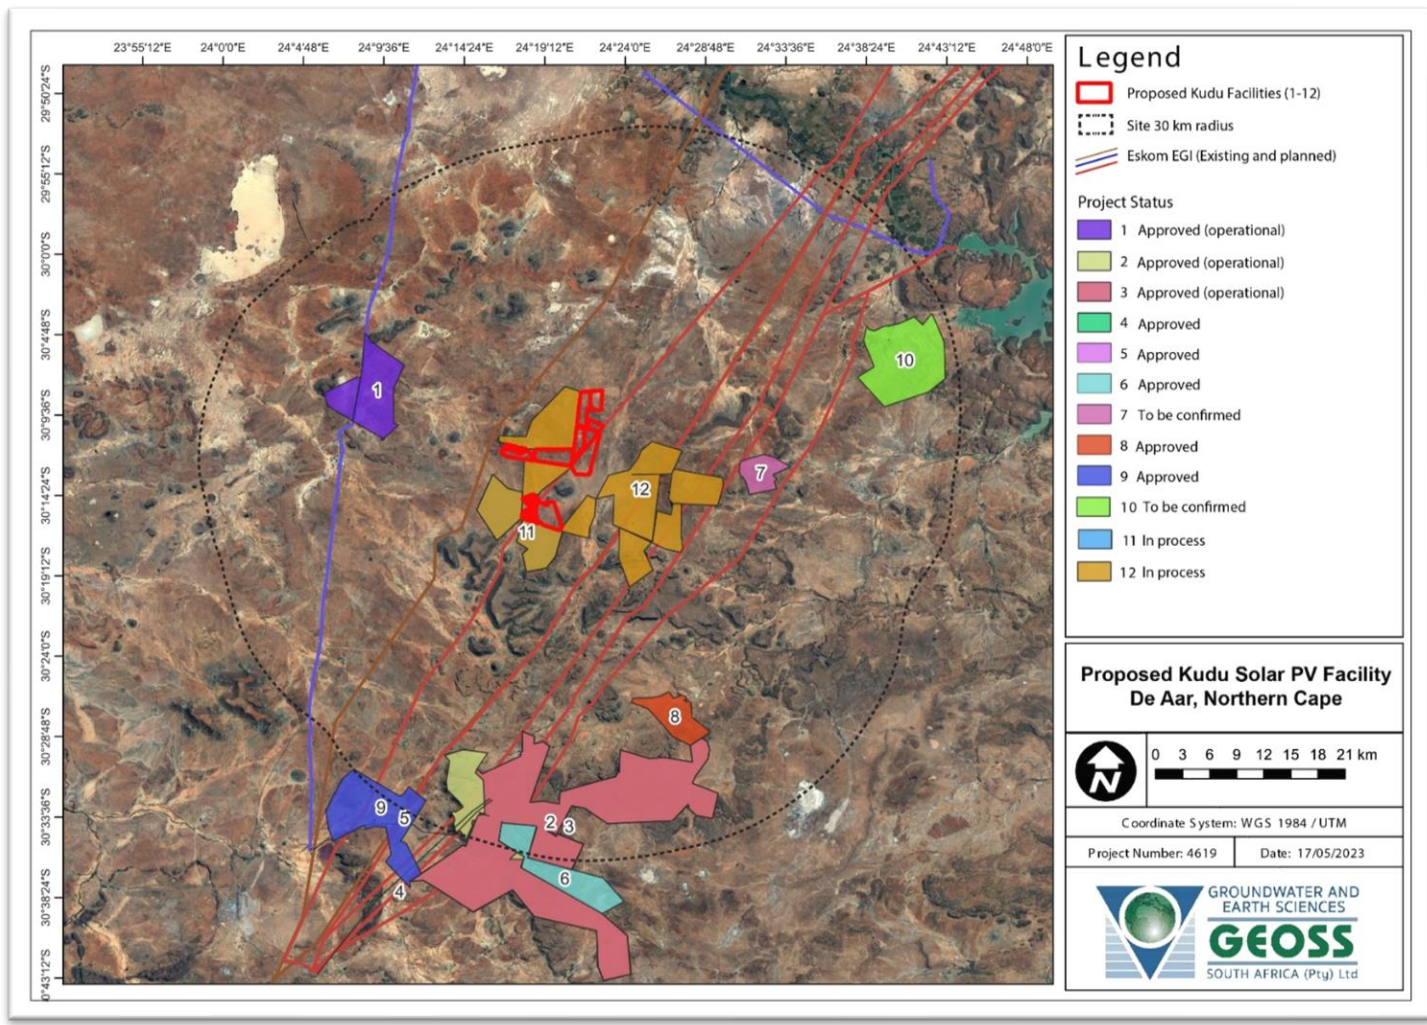 23°55'12"E 24°0'0"E 24°4'48"E 24°9'36"E 24°14'24"E 24°19'12"E 24°24'0"E 24°28'48"E 24°33'36"E 24°38'24"E 24°43'12"E 24°48'0"E
29°50'24"S
29°55'12"S
30°0'0"S
30°4'48"S
30°9'36"S
30°14'24"S
30°19'12"S
30°24'0"S
30°28'48"S
30°33'36"S
30°38'24"S
0°43'12"S
1
10
7
12
11
8
9
5
2 3
6
4
Legend
Proposed Kudu Facilities (1-12)
Site 30 km radius
Eskom EGI (Existing and planned)
Project Status
1 Approved (operational)
2 Approved (operational)
3 Approved (operational)
4 Approved
5 Approved
6 Approved
7 To be confirmed
8 Approved
9 Approved
10 To be confirmed
11 In process
12 In process
Proposed Kudu Solar PV Facility
De Aar, Northern Cape
N
0 3 6 9 12 15 18 21 km
Coordinate System: WGS 1984 / UTM
Project Number: 4619 Date: 17/05/2023
GROUNDWATER AND
EARTH SCIENCES
GEOSS
SOUTH AFRICA (Pty) Ltd